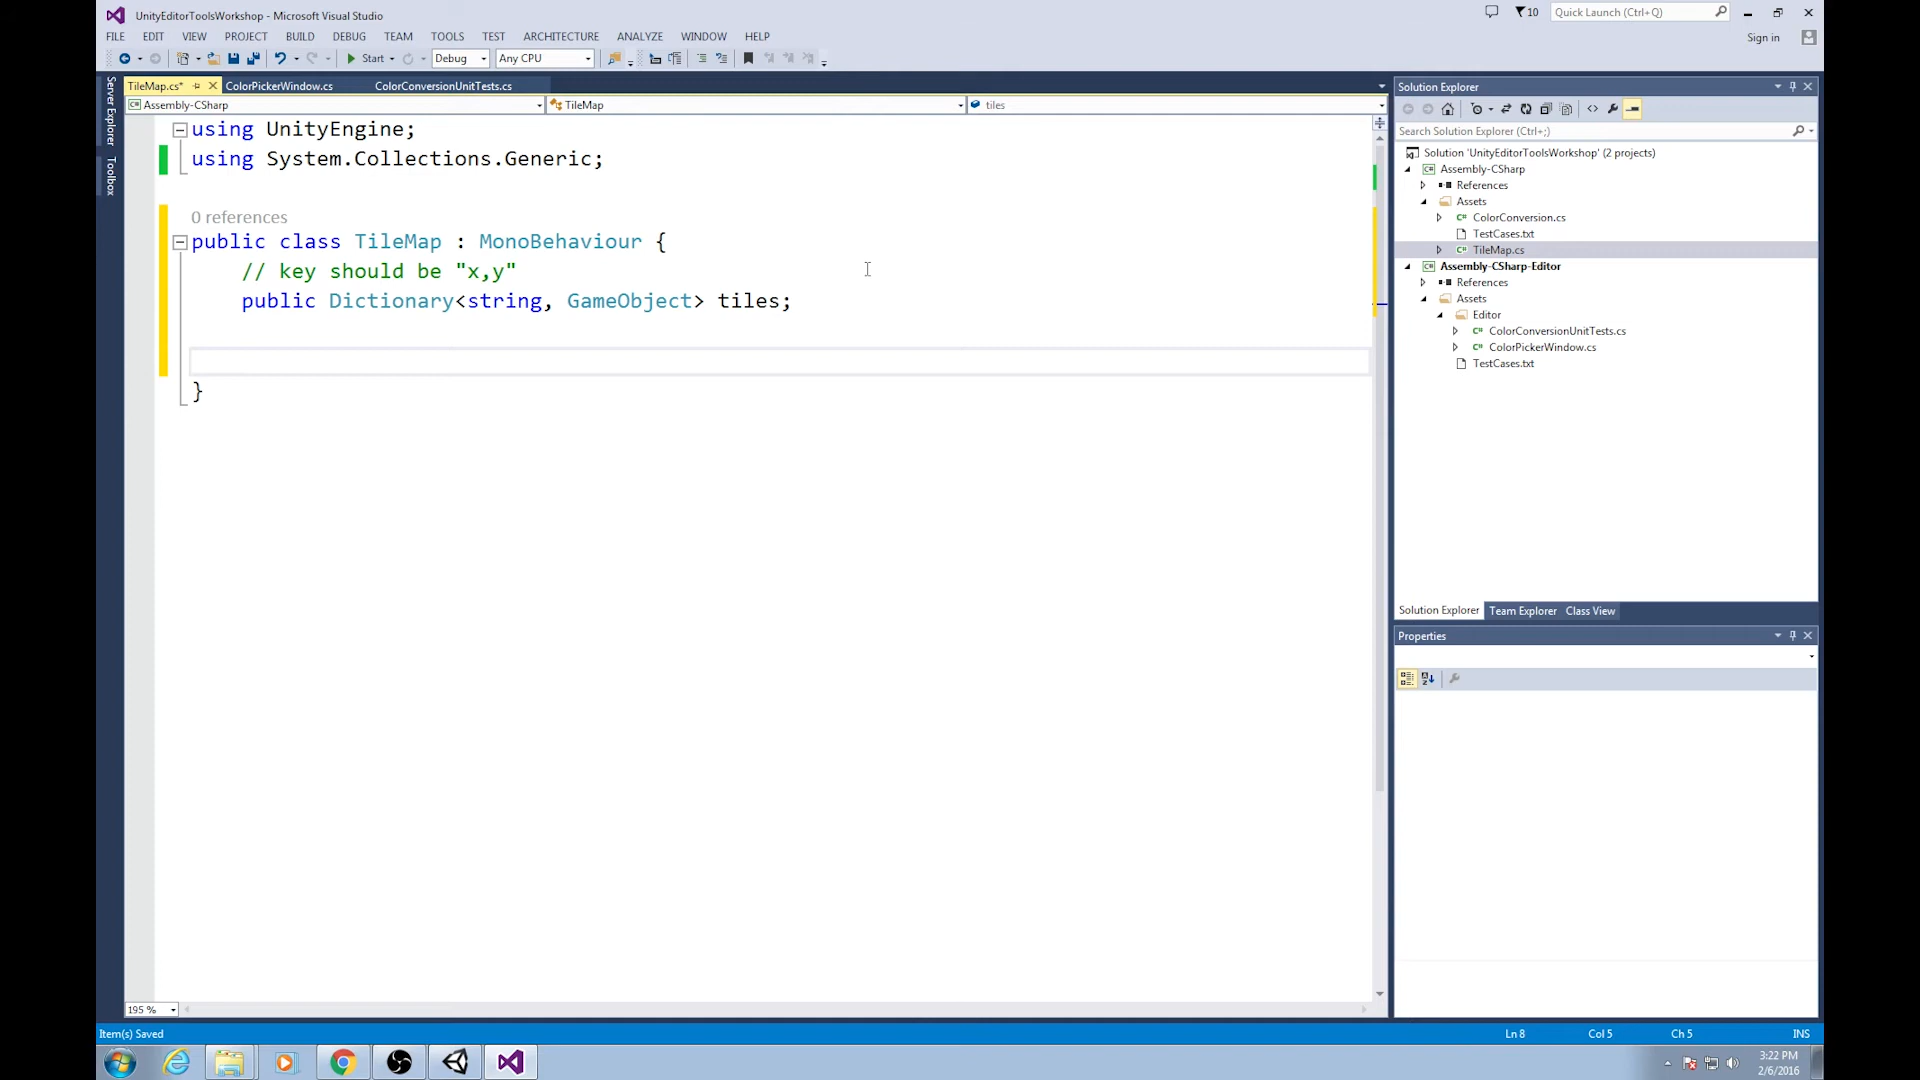 UnityEditorToolsWorkshop - Microsoft Visual Studio
10
Quick Launch (Ctrl+Q)
FILE EDIT VIEW PROJECT BUILD DEBUG TEAM TOOLS TEST ARCHITECTURE ANALYZE WINDOW HELP
Sign in
Start Debug Any CPU
Server Explorer
Toolbox
TileMap.cs* ColorPickerWindow.cs ColorConversionUnitTests.cs
Assembly-CSharp TileMap tiles
using UnityEngine;
using System.Collections.Generic;
0 references
public class TileMap : MonoBehaviour {
// key should be "x,y"
public Dictionary<string, GameObject> tiles;
}
195 %
Solution Explorer
Search Solution Explorer (Ctrl+;)
Solution 'UnityEditorToolsWorkshop' (2 projects)
Assembly-CSharp
References
Assets
ColorConversion.cs
TestCases.txt
TileMap.cs
Assembly-CSharp-Editor
References
Assets
Editor
ColorConversionUnitTests.cs
ColorPickerWindow.cs
TestCases.txt
Solution Explorer Team Explorer Class View
Properties
Item(s) Saved
Ln 8 Col 5 Ch 5 INS
3:22 PM
2/6/2016